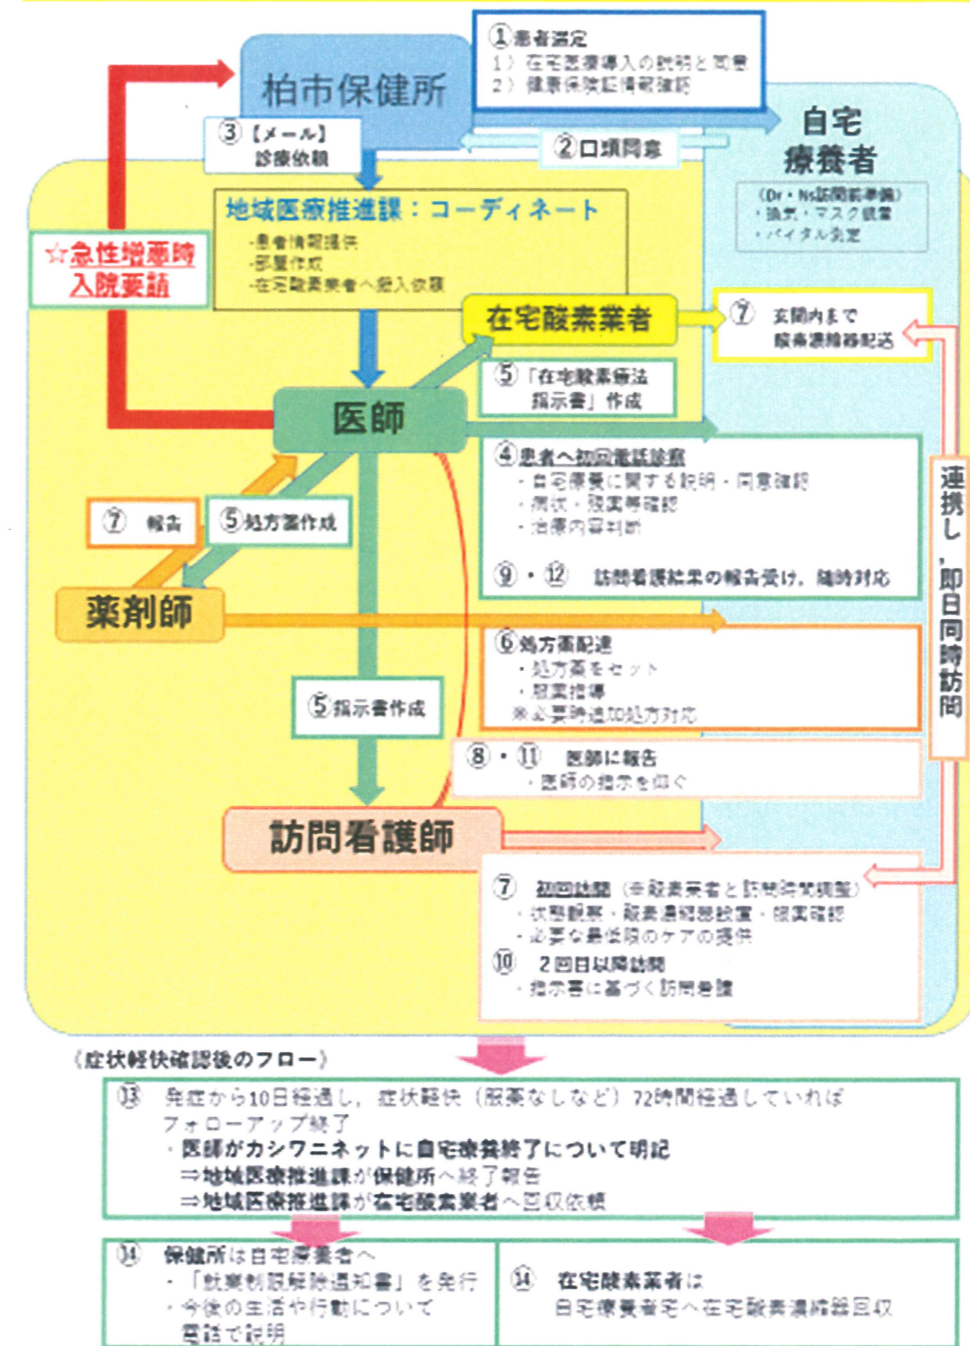 ① 患者選定
1）在宅医療導入の説明と同意
2）健康保険証情報確認
柏市保健所
③【メール】
診療依頼
②口頭同意
自宅
療養者
（Dr・Ns訪問前準備）
・換気・マスク装着
・バイタル測定
地域医療推進課：コーディネート
-患者情報提供
-部屋作成
-在宅酸素業者へ搬入依頼
☆急性増悪時
入院要請
在宅酸素業者
⑦ 玄関内まで
酸素濃縮器配送
⑤「在宅酸素療法
指示書」作成
医師
④患者へ初回電話診察
・自宅療養に関する説明・同意確認
・病状・服薬等確認
・治療内容判断
⑨・⑫ 訪問看護結果の報告受け，随時対応
連携し，即日同時訪問
⑦ 報告
⑤処方薬作成
薬剤師
⑥処方薬配達
・処方薬をセット
・服薬指導
※必要時追加処方対応
⑤指示書作成
⑧・⑪ 医師に報告
・医師の指示を仰ぐ
訪問看護師
⑦ 初回訪問（※酸素業者と訪問時間調整）
・状態観察・酸素濃縮器設置・服薬確認
・必要な最低限のケアの提供
⑩ 2回目以降訪問
・指示書に基づく訪問看護
《症状軽快確認後のフロー》
⑬ 発症から10日経過し，症状軽快（服薬なしなど）72時間経過していれば
フォローアップ終了
・医師がカシワニネットに自宅療養終了について明記
⇒地域医療推進課が保健所へ終了報告
⇒地域医療推進課が在宅酸素業者へ回収依頼
⑭ 保健所は自宅療養者へ
・「就業制限解除通知書」を発行
・今後の生活や行動について
電話で説明
⑭ 在宅酸素業者は
自宅療養者宅へ在宅酸素濃縮器回収